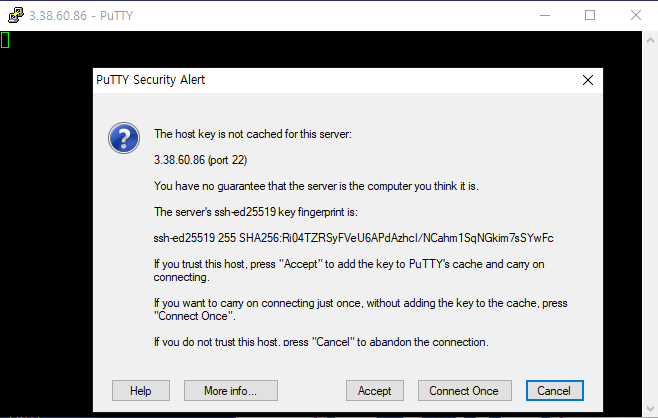 3.38.60.86 - PuTTY
PuTTY Security Alert
The host key is not cached for this server:
3.38.60.86 (port 22)
You have no guarantee that the server is the computer you think it is.
The server's ssh-ed25519 key fingerprint is:
ssh-ed25519 255 SHA256:Ri04TZRSyFVeU6APdAzhcI/NCahm1SqNGkim7sSYwFc
If you trust this host, press "Accept" to add the key to PuTTY's cache and carry on
connecting.
If you want to carry on connecting just once, without adding the key to the cache, press
"Connect Once".
If you do not trust this host, press "Cancel" to abandon the connection.
Help
More info...
Accept
Connect Once
Cancel